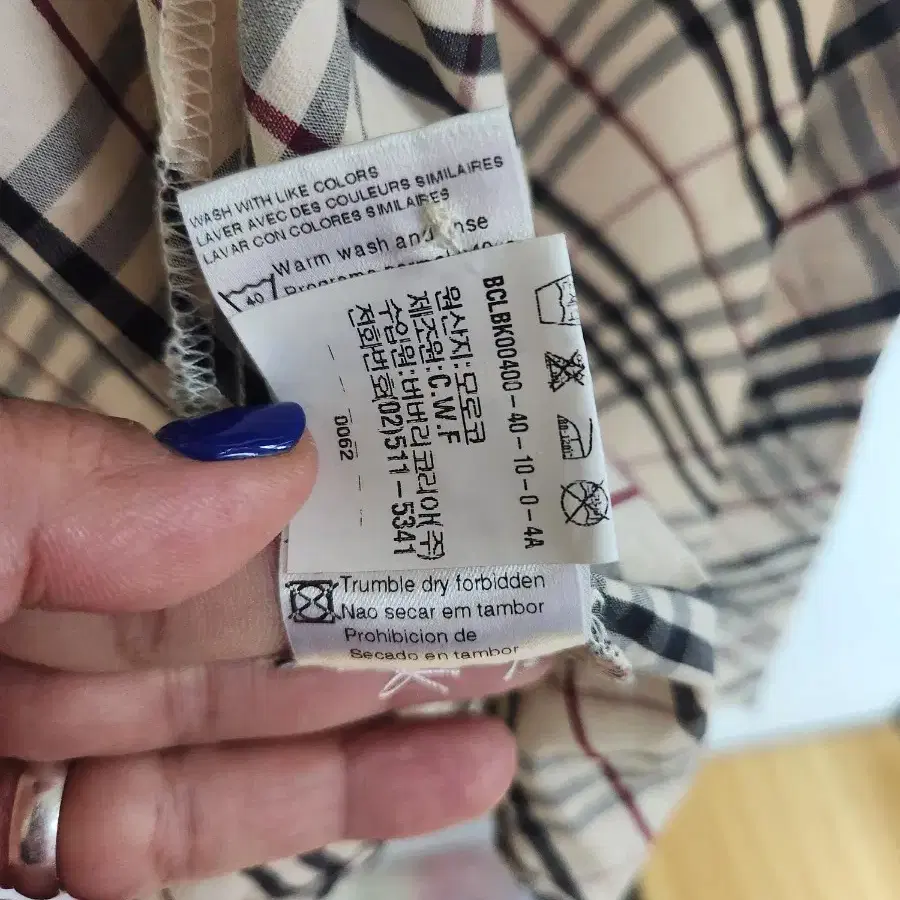 WASH WITH LIKE COLORS
LAVER AVEC DES COULEURS SIMILAIRES
LAVAR CON COLORES SIMILAIRES
Warm wash and
40
BCLBK00400-40-10-0-4A
원산지: 모로코
제조원: C.W.F
수입원: 버버리코리아(주)
전화번호(02)511-5341
0062
Trumble dry forbidden
Nao secar em tambor
Prohibicion de
Secado en tambor